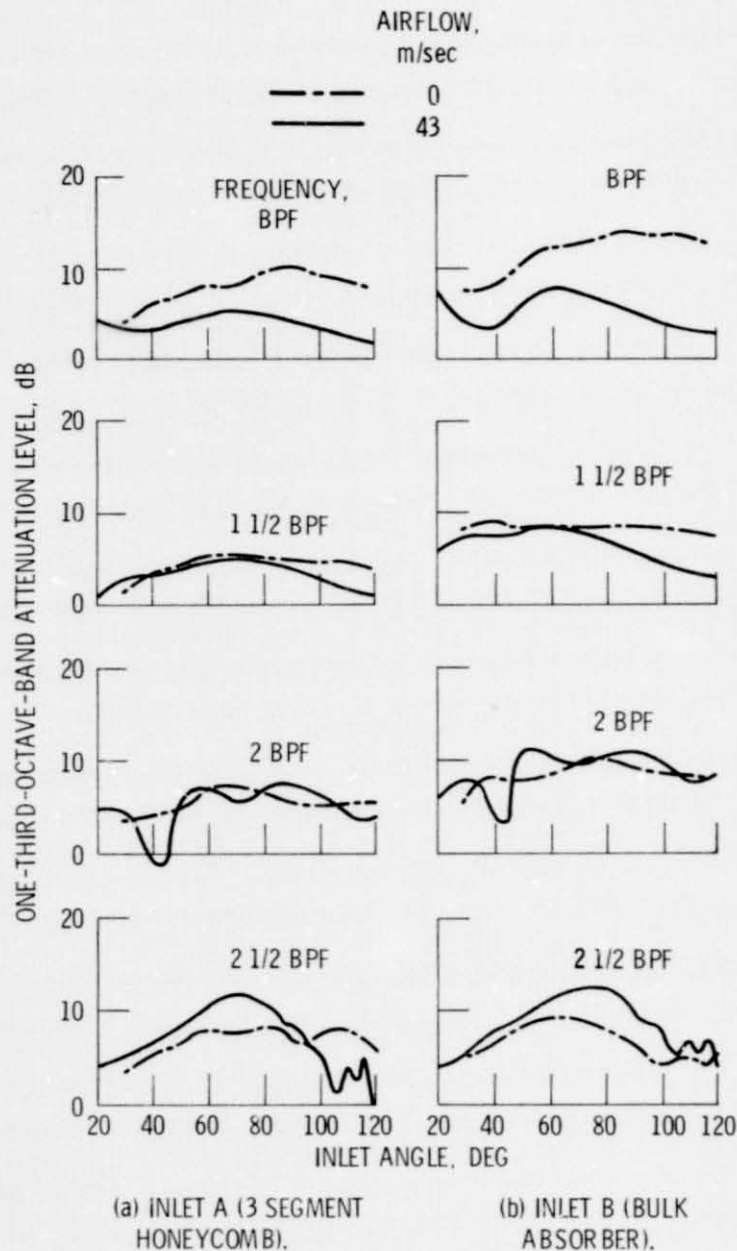 AIRFLOW,
m/sec
0
43
20
10
0
FREQUENCY,
BPF
BPF
20
10
0
1 1/2 BPF
1 1/2 BPF
20
10
0
2 BPF
2 BPF
20
10
0
2 1/2 BPF
2 1/2 BPF
ONE-THIRD-OCTAVE-BAND ATTENUATION LEVEL, dB
20 40 60 80 100 120 20 40 60 80 100 120
INLET ANGLE, DEG
(a) INLET A (3 SEGMENT
HONEYCOMB).
(b) INLET B (BULK
ABSORBER).